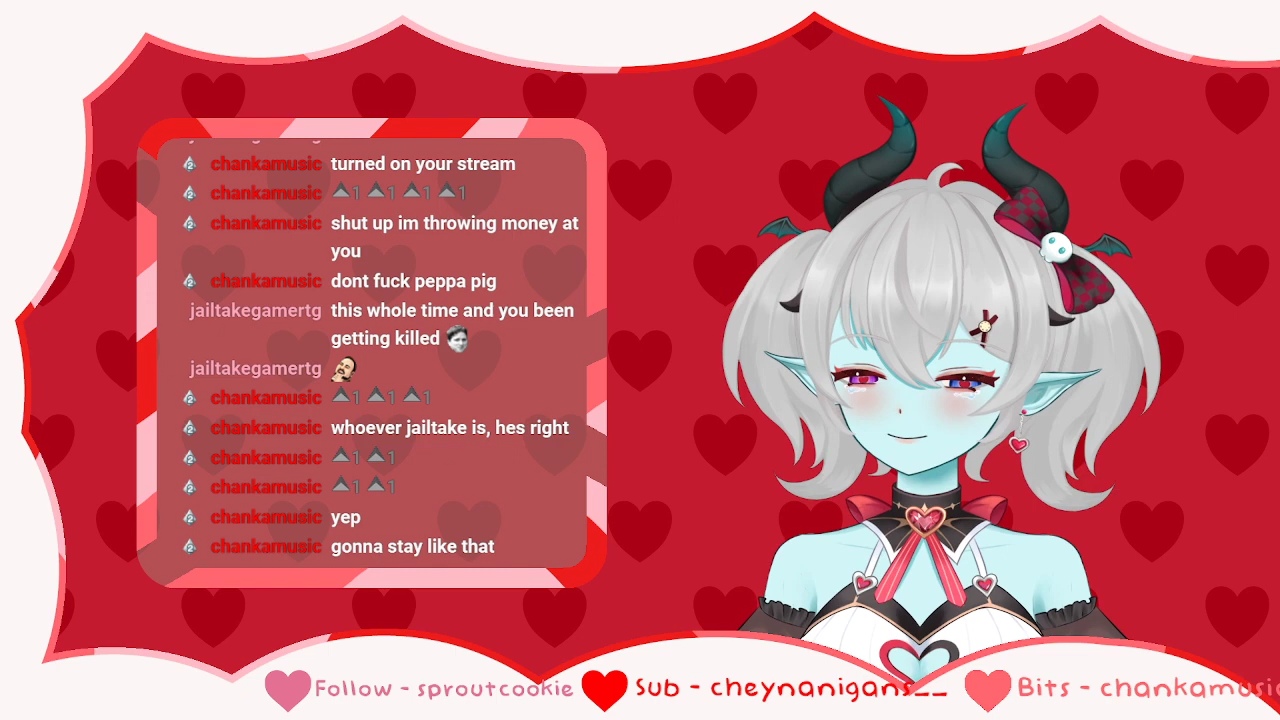 chankamusic turned on your stream
chankamusic 1 1 1 1
chankamusic shut up im throwing money at
you
chankamusic dont fuck peppa pig
jailtakegamertg this whole time and you been
getting killed
jailtakegamertg
chankamusic 1 1 1
chankamusic whoever jailtake is, hes right
chankamusic 1 1
chankamusic 1 1
chankamusic yep
chankamusic gonna stay like that
Follow - sproutcookie Sub - cheynanigans__ Bits - chankamusic